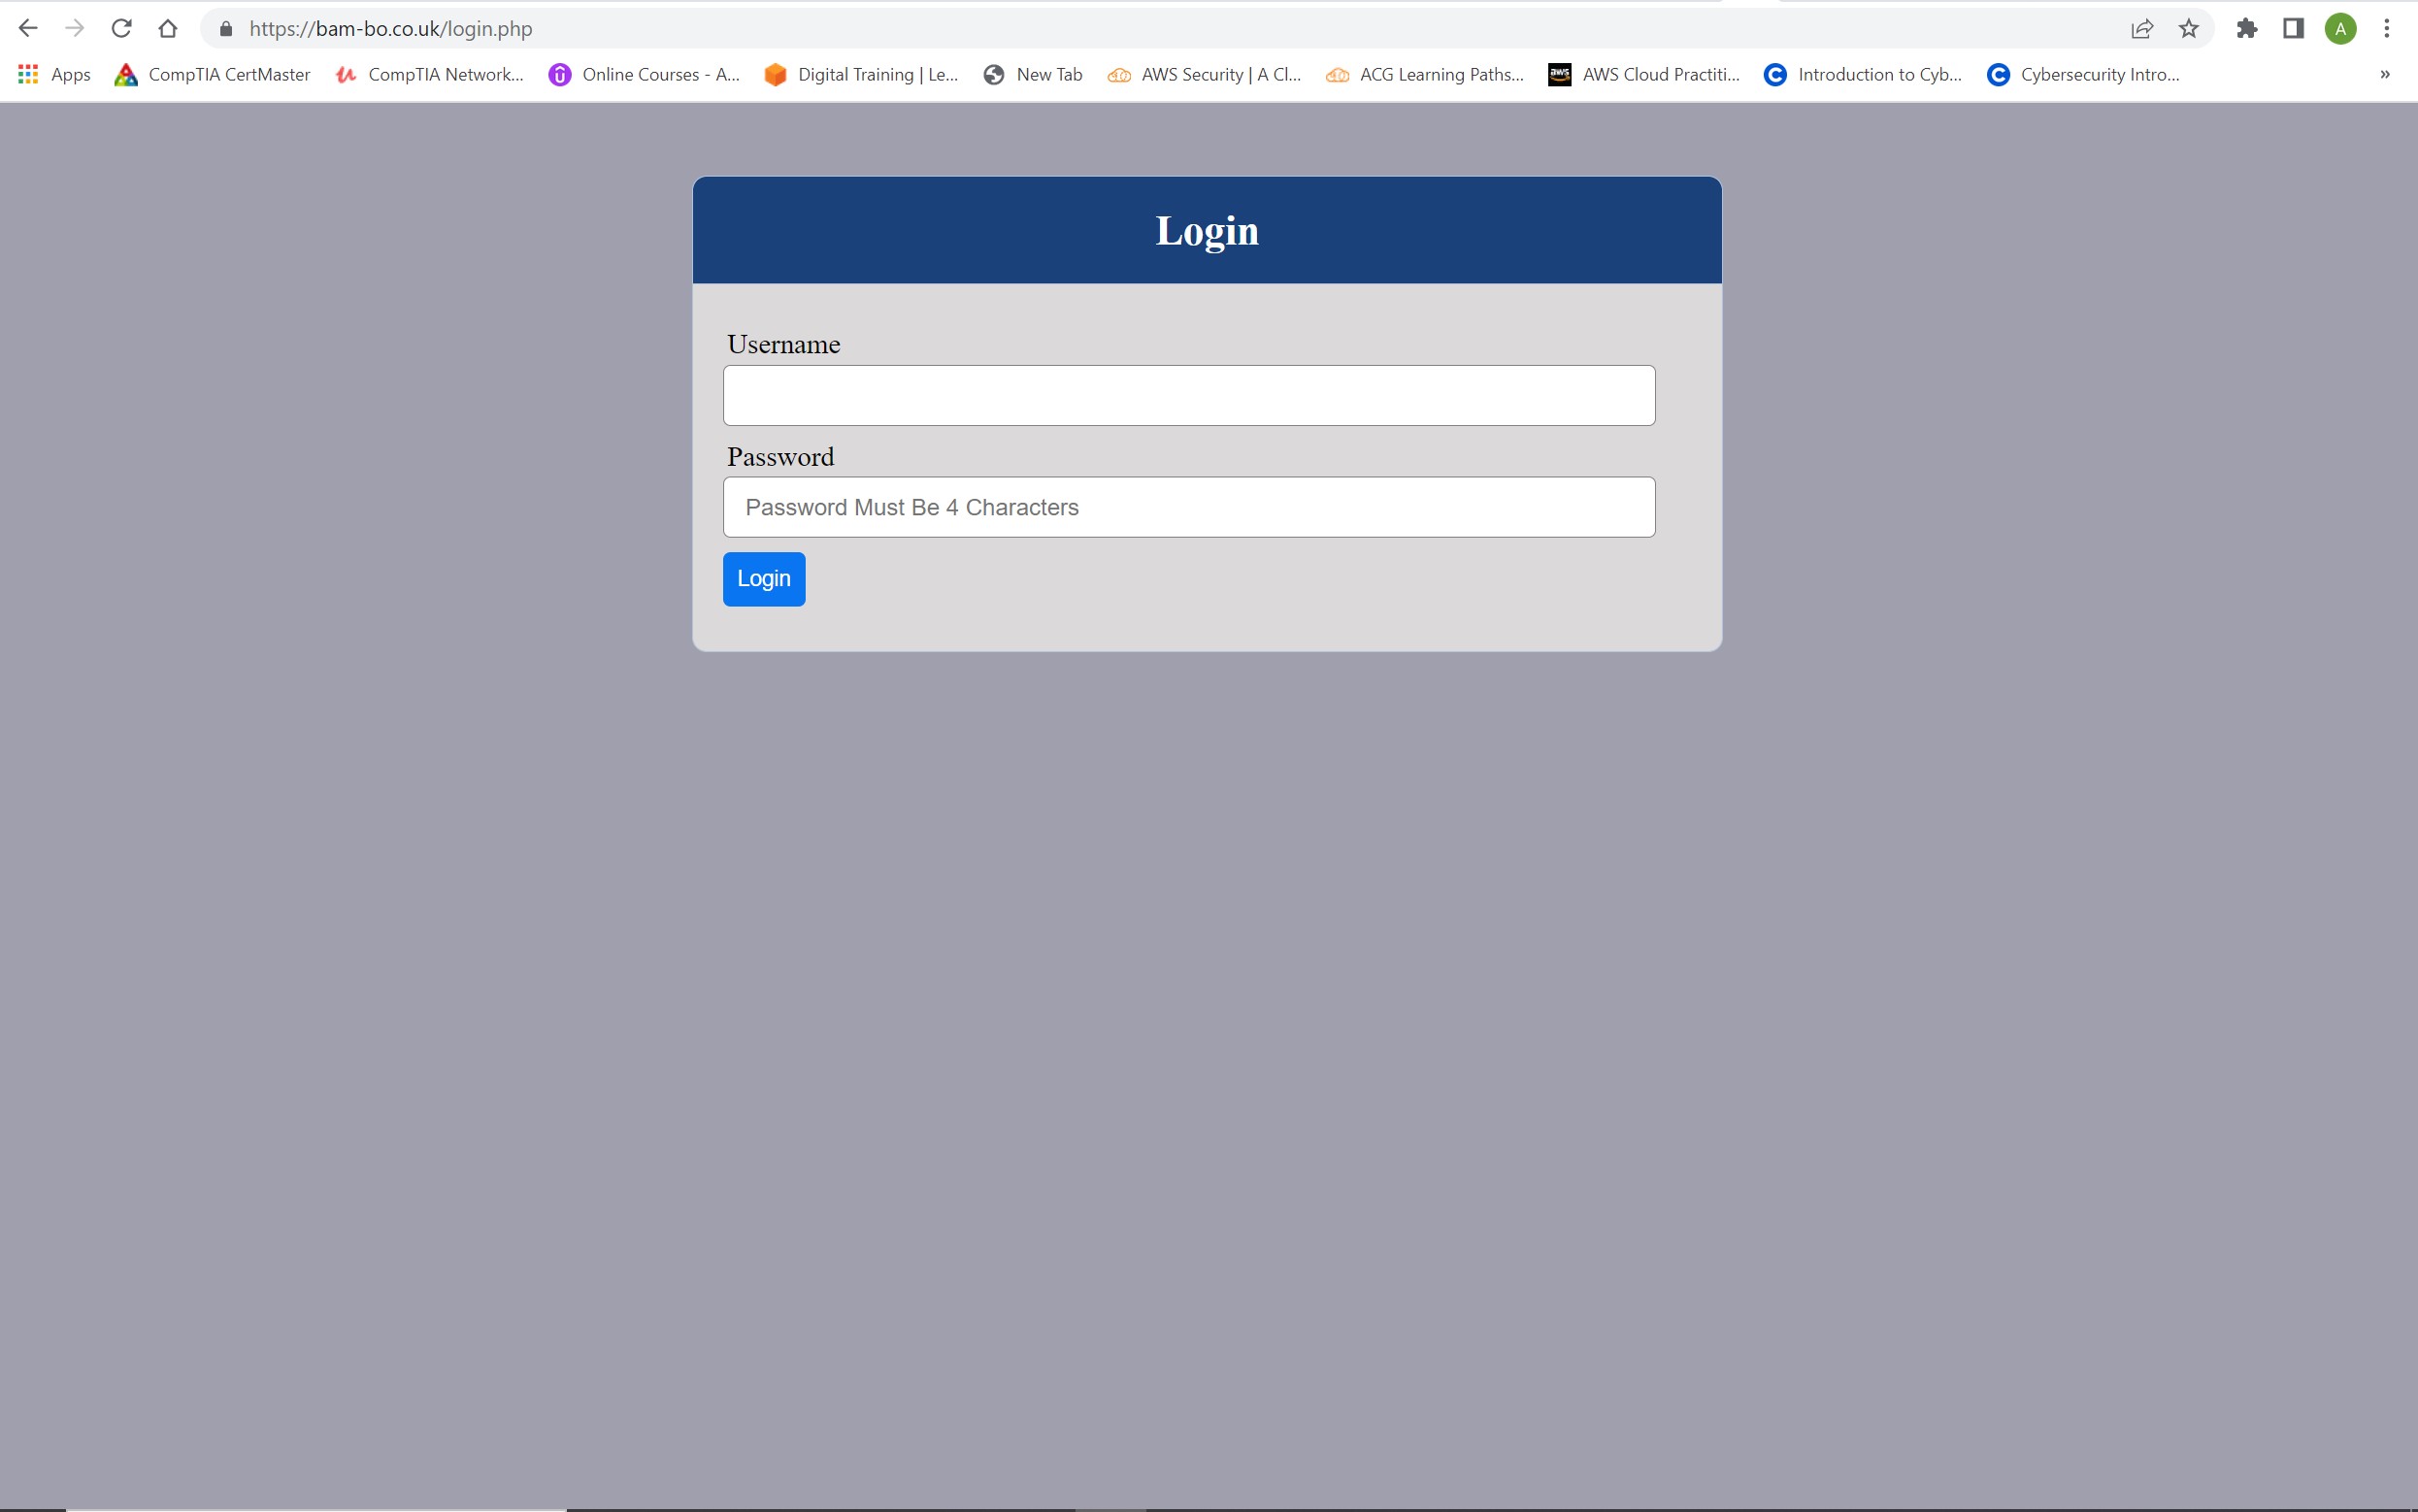 https://bam-bo.co.uk/login.php
A
Apps CompTIA CertMaster CompTIA Network... Online Courses - A... Digital Training | Le... New Tab AWS Security | A Cl... ACG Learning Paths... aws AWS Cloud Practiti... Introduction to Cyb... Cybersecurity Intro... »
Login
Username
Password
Password Must Be 4 Characters
Login